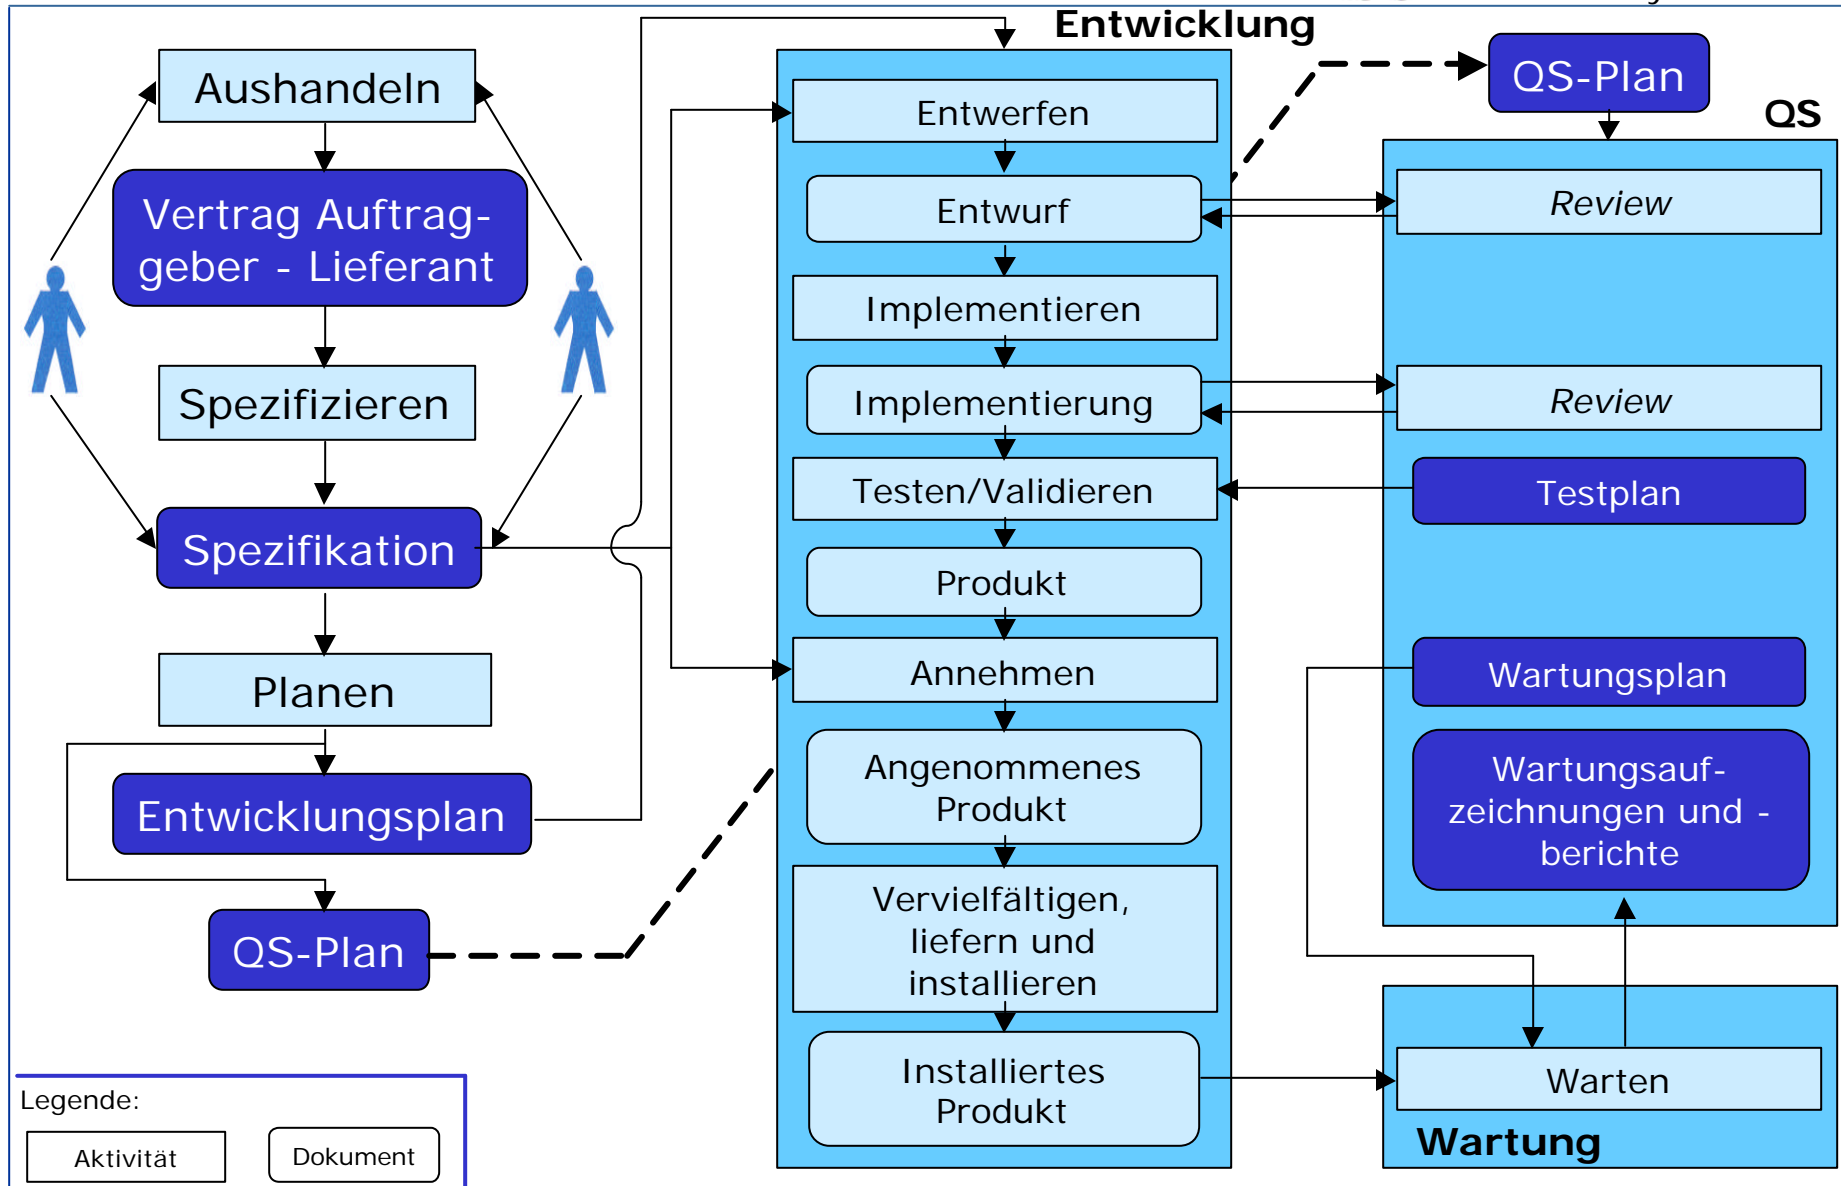 Aushandeln
Vertrag Auftrag-
geber - Lieferant
Spezifizieren
Spezifikation
Planen
Entwicklungsplan
QS-Plan
Legende:
Aktivität
Dokument
Entwicklung
Entwerfen
Entwurf
Implementieren
Implementierung
Testen/Validieren
Produkt
Annehmen
Angenommenes
Produkt
Vervielfältigen,
liefern und
installieren
Installiertes
Produkt
QS-Plan
QS
Review
Review
Testplan
Wartungsplan
Wartungsauf-
zeichnungen und -
berichte
Warten
Wartung